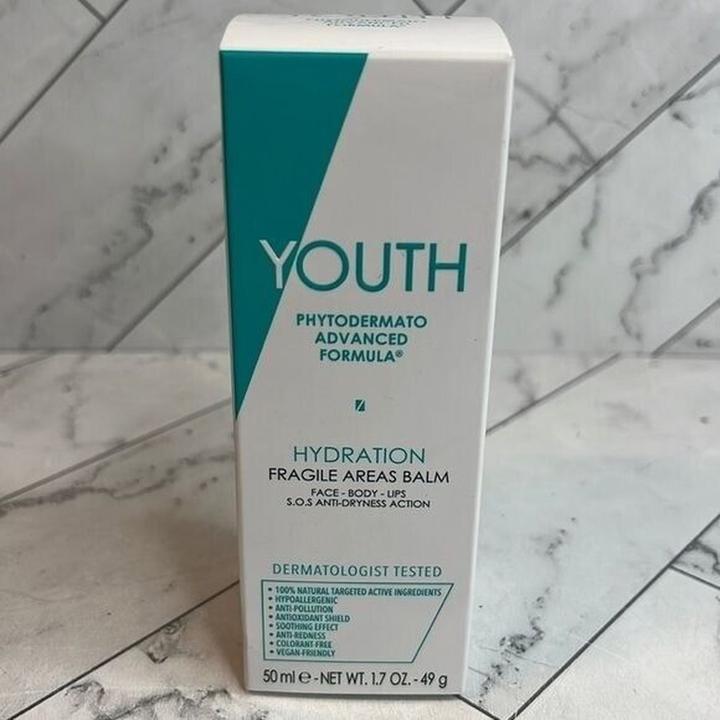 YOUTH
PHYTODERMATO
ADVANCED
FORMULA®
HYDRATION
FRAGILE AREAS BALM
FACE - BODY - LIPS
S.O.S ANTI-DRYNESS ACTION
DERMATOLOGIST TESTED
• 100% NATURAL TARGETED ACTIVE INGREDIENTS
• HYPOALLERGENIC
• ANTI-POLLUTION
• ANTIOXIDANT SHIELD
• SOOTHING EFFECT
• ANTI-REDNESS
• COLORANT-FREE
• VEGAN-FRIENDLY
50 ml ℮ - NET WT. 1.7 OZ. - 49 g